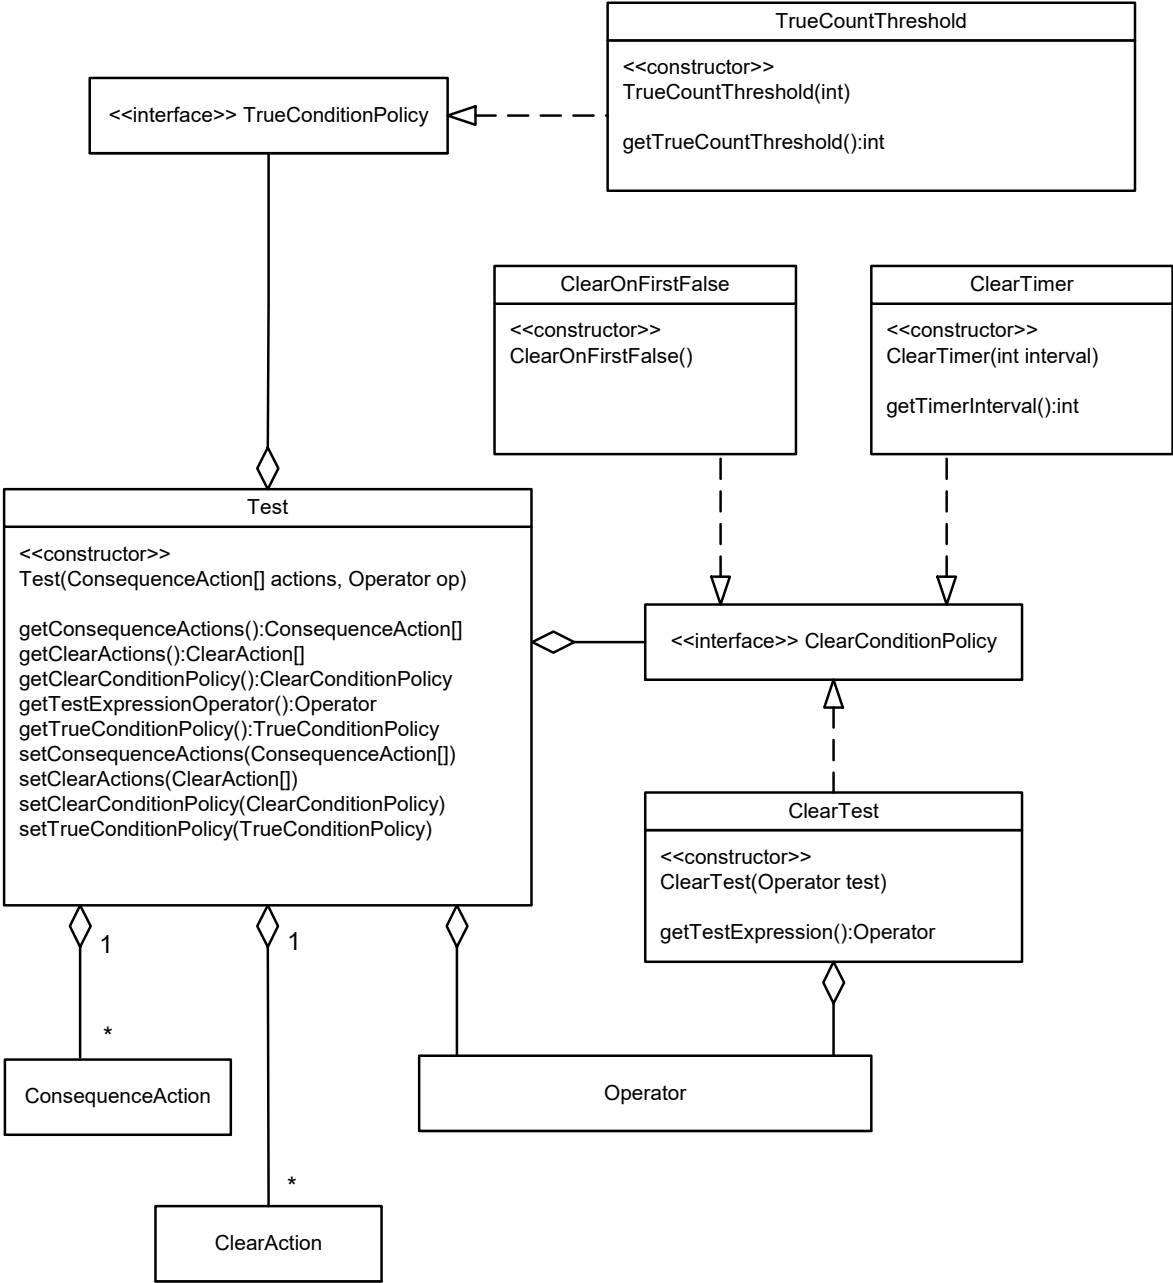 TrueCountThreshold
<<constructor>>
TrueCountThreshold(int)
getTrueCountThreshold():int
<<interface>> TrueConditionPolicy
ClearOnFirstFalse
<<constructor>>
ClearOnFirstFalse()
ClearTimer
<<constructor>>
ClearTimer(int interval)
getTimerInterval():int
Test
<<constructor>>
Test(ConsequenceAction[] actions, Operator op)
getConsequenceActions():ConsequenceAction[]
getClearActions():ClearAction[]
getClearConditionPolicy():ClearConditionPolicy
getTestExpressionOperator():Operator
getTrueConditionPolicy():TrueConditionPolicy
setConsequenceActions(ConsequenceAction[])
setClearActions(ClearAction[])
setClearConditionPolicy(ClearConditionPolicy)
setTrueConditionPolicy(TrueConditionPolicy)
<<interface>> ClearConditionPolicy
ClearTest
<<constructor>>
ClearTest(Operator test)
getTestExpression():Operator
1
1
*
ConsequenceAction
Operator
*
ClearAction